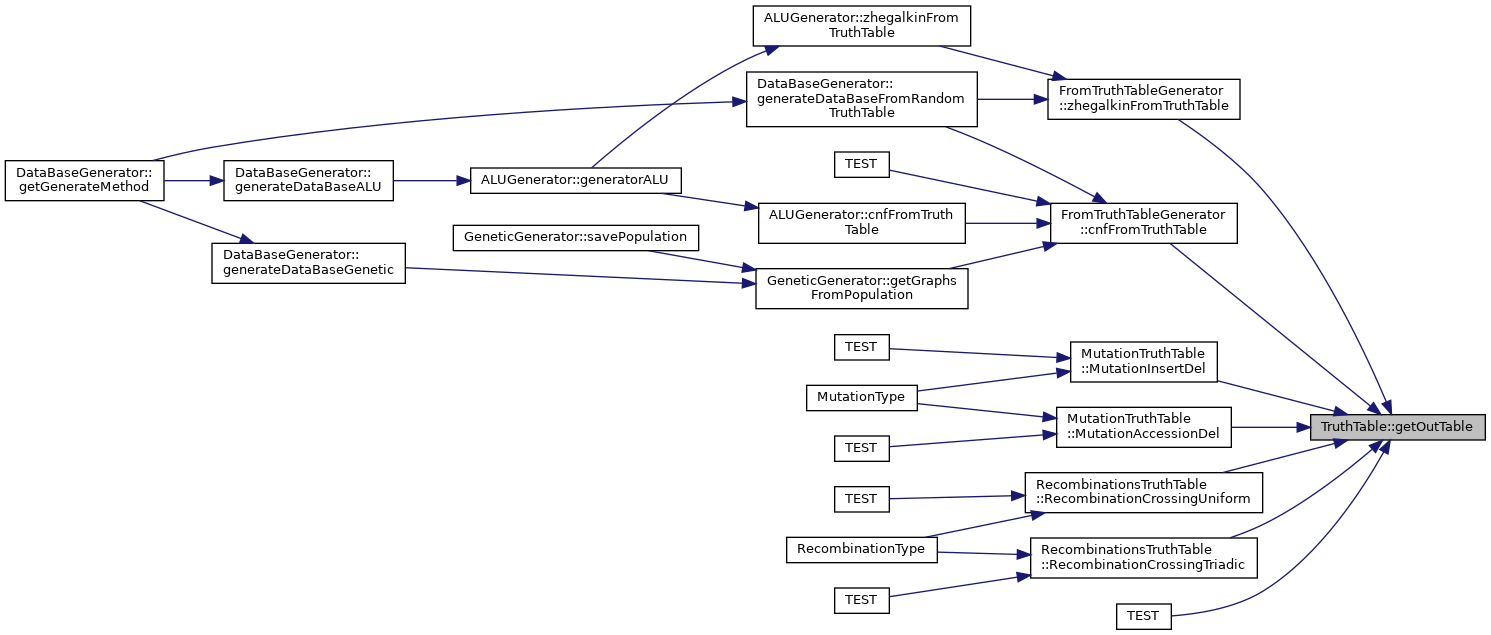 ALUGenerator::zhegalkinFrom
TruthTable
DataBaseGenerator::
generateDataBaseFromRandom
TruthTable
FromTruthTableGenerator
::zhegalkinFromTruthTable
TEST
DataBaseGenerator::
getGenerateMethod
DataBaseGenerator::
generateDataBaseALU
ALUGenerator::generatorALU
ALUGenerator::cnfFromTruth
Table
FromTruthTableGenerator
::cnfFromTruthTable
GeneticGenerator::savePopulation
DataBaseGenerator::
generateDataBaseGenetic
GeneticGenerator::getGraphs
FromPopulation
TEST
MutationTruthTable
::MutationInsertDel
MutationType
MutationTruthTable
::MutationAccessionDel
TruthTable::getOutTable
TEST
RecombinationsTruthTable
::RecombinationCrossingUniform
TEST
RecombinationType
RecombinationsTruthTable
::RecombinationCrossingTriadic
TEST
TEST